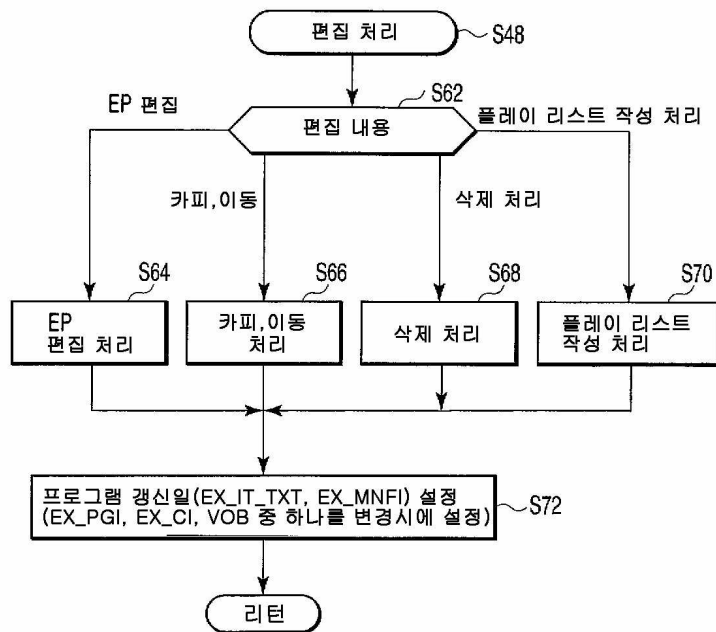 편집 처리
S48
S62
EP 편집
편집 내용
플레이 리스트 작성 처리
카피,이동
삭제 처리
S64
S66
S68
S70
EP
편집 처리
카피,이동
처리
삭제 처리
플레이 리스트
작성 처리
프로그램 갱신일(EX_IT_TXT, EX_MNFI) 설정
(EX_PGI, EX_CI, VOB 중 하나를 변경시에 설정)
S72
리턴